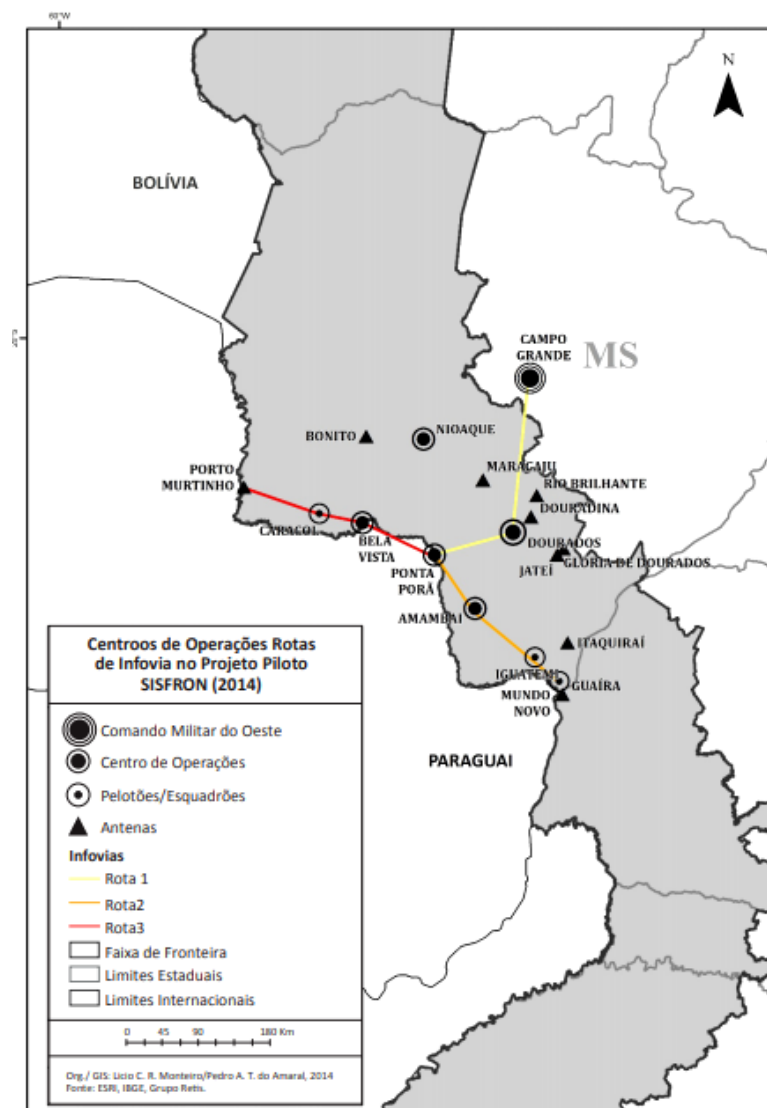 60°W
N
BOLÍVIA
20°S
CAMPO
GRANDE
MS
BONITO
NIOAQUE
MARACAJU
PORTO
MURTINHO
RIO BRILHANTE
DOURADINA
CARACOL
BELA
VISTA
DOURADOS
PONTA
PORÃ
JATEÍ
GLORIA DE DOURADOS
AMAMBAI
ITAQUIRAÍ
IGUATEMI
GUAÍRA
MUNDO
NOVO
PARAGUAI
Centroos de Operações Rotas
de Infovia no Projeto Piloto
SISFRON (2014)
Comando Militar do Oeste
Centro de Operações
Pelotões/Esquadrões
Antenas
Infovias
Rota 1
Rota2
Rota3
Faixa de Fronteira
Limites Estaduais
Limites Internacionais
0 45 90 180 Km
Org./ GIS: Licio C. R. Monteiro/Pedro A. T. do Amaral, 2014
Fonte: ESRI, IBGE, Grupo Retis.